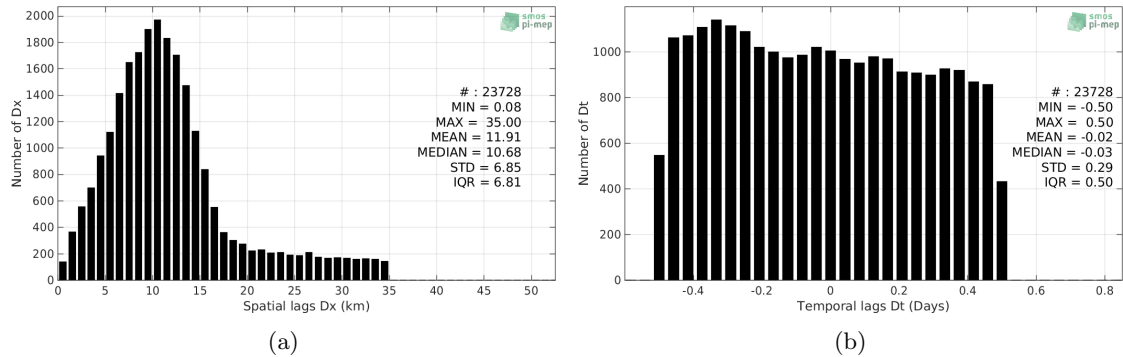 2000
1800
1600
1400
1200
1000
800
600
400
200
0
Number of Dx
smos
pi-mep
# : 23728
MIN = 0.08
MAX = 35.00
MEAN = 11.91
MEDIAN = 10.68
STD = 6.85
IQR = 6.81
0 5 10 15 20 25 30 35 40 45 50
Spatial lags Dx (km)
(a)
1000
800
600
400
200
0
Number of Dt
smos
pi-mep
# : 23728
MIN = -0.50
MAX = 0.50
MEAN = -0.02
MEDIAN = -0.03
STD = 0.29
IQR = 0.50
-0.4 -0.2 0 0.2 0.4 0.6 0.8
Temporal lags Dt (Days)
(b)